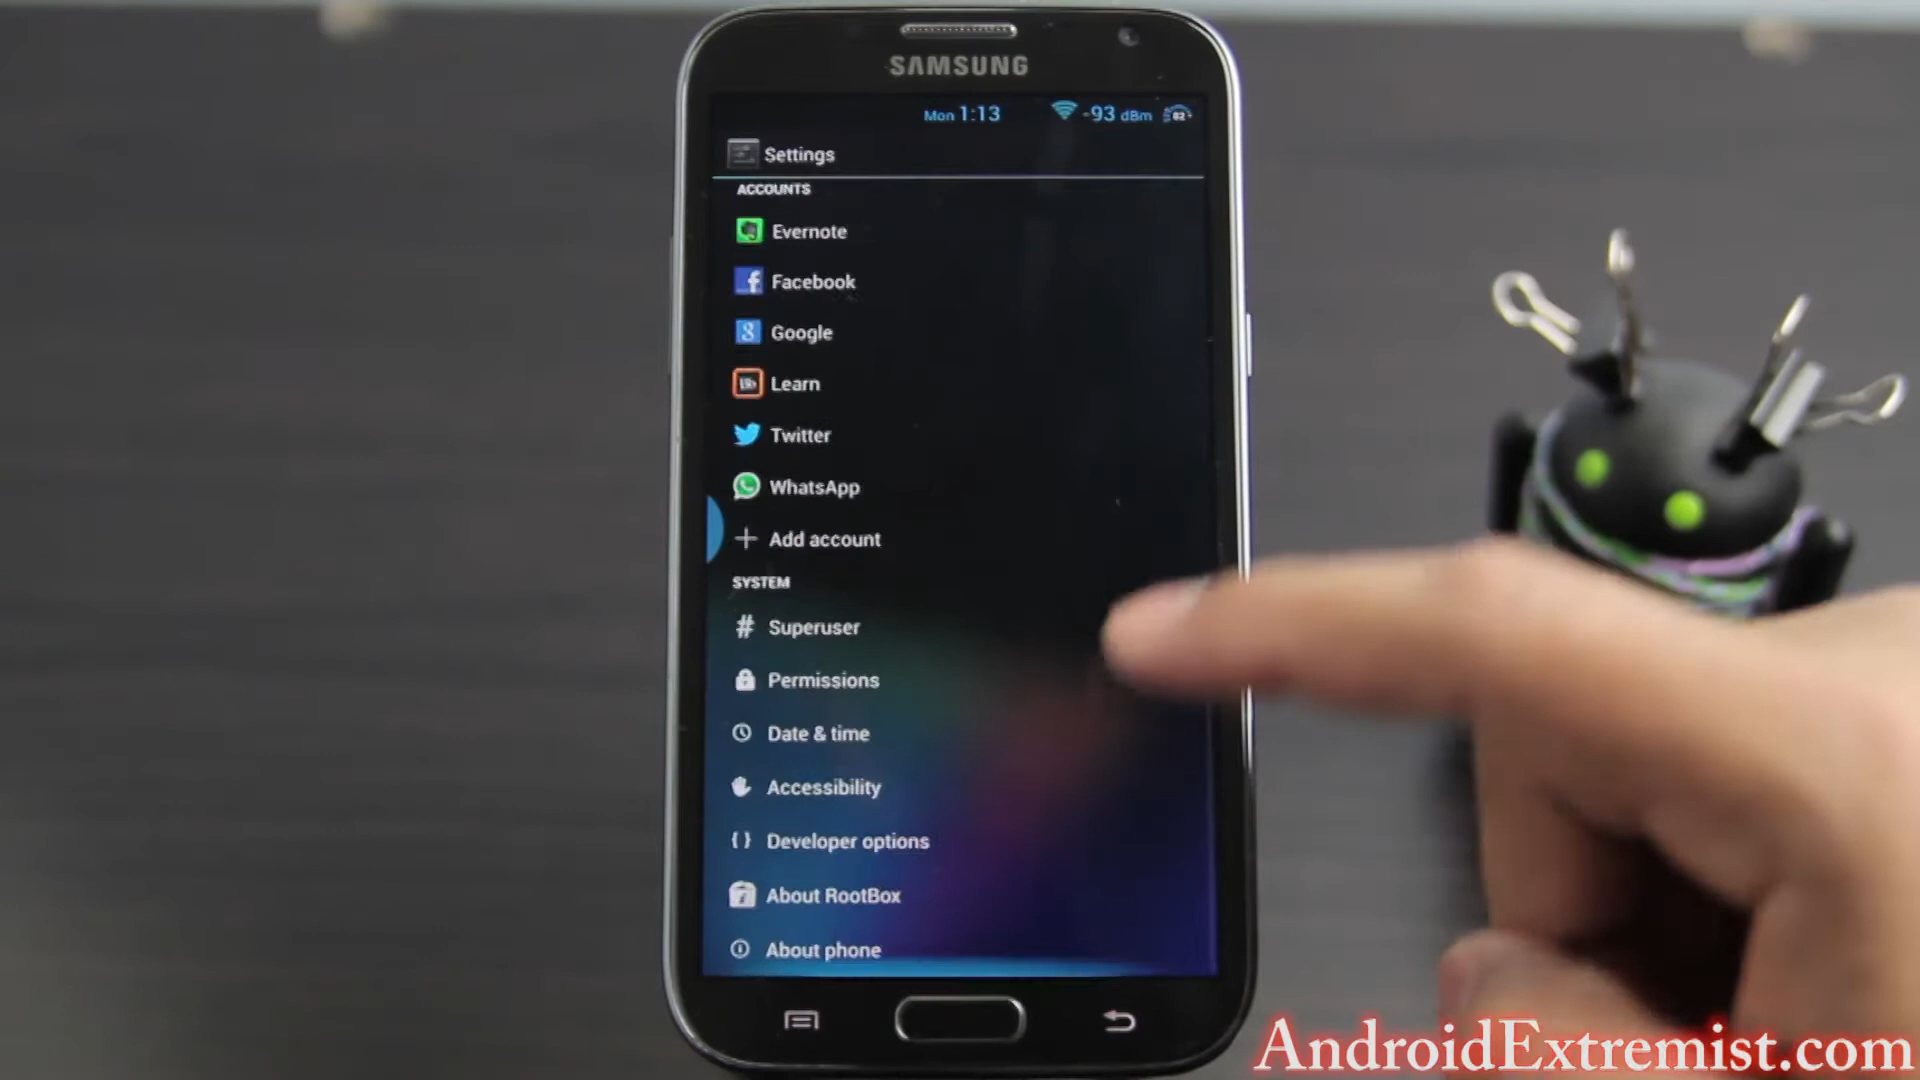 SAMSUNG
Mon 1:13 -93 dBm 82
Settings
ACCOUNTS
Evernote
Facebook
Google
Learn
Twitter
WhatsApp
Add account
SYSTEM
# Superuser
Permissions
Date & time
Accessibility
{ } Developer options
About RootBox
About phone
AndroidExtremist.com